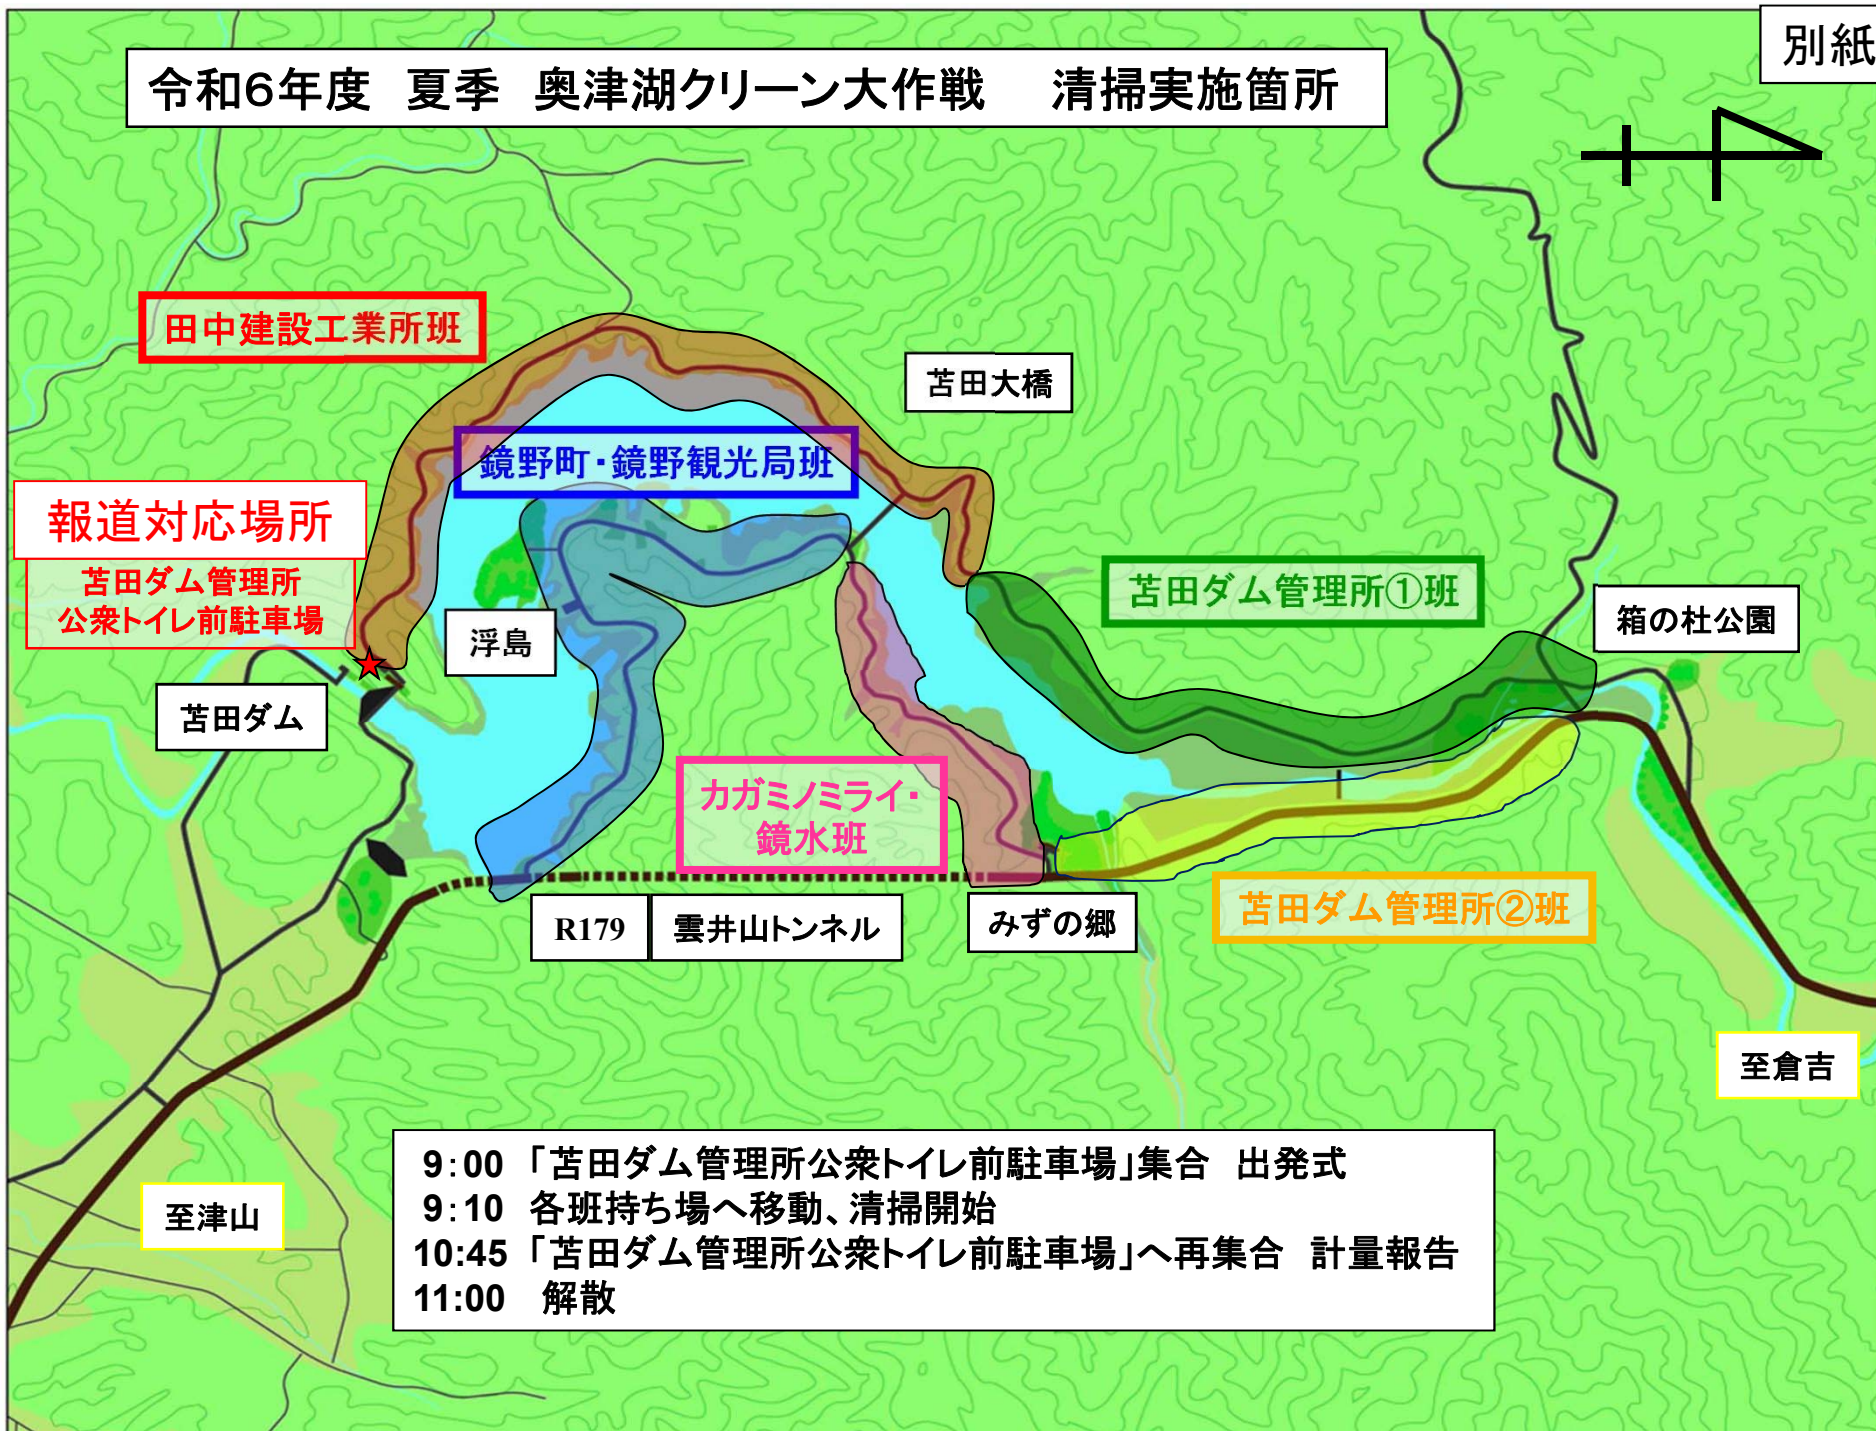 別紙
令和6年度　夏季　奥津湖クリーン大作戦　　清掃実施箇所
田中建設工業所班
苫田大橋
鏡野町・鏡野観光局班
報道対応場所
苫田ダム管理所
公衆トイレ前駐車場
苫田ダム管理所①班
箱の杜公園
浮島
苫田ダム
カガミノミライ・
鏡水班
苫田ダム管理所②班
R179
雲井山トンネル
みずの郷
至倉吉
至津山
9:00 「苫田ダム管理所公衆トイレ前駐車場」集合　出発式
9:10 各班持ち場へ移動、清掃開始
10:45 「苫田ダム管理所公衆トイレ前駐車場」へ再集合　計量報告
11:00　解散